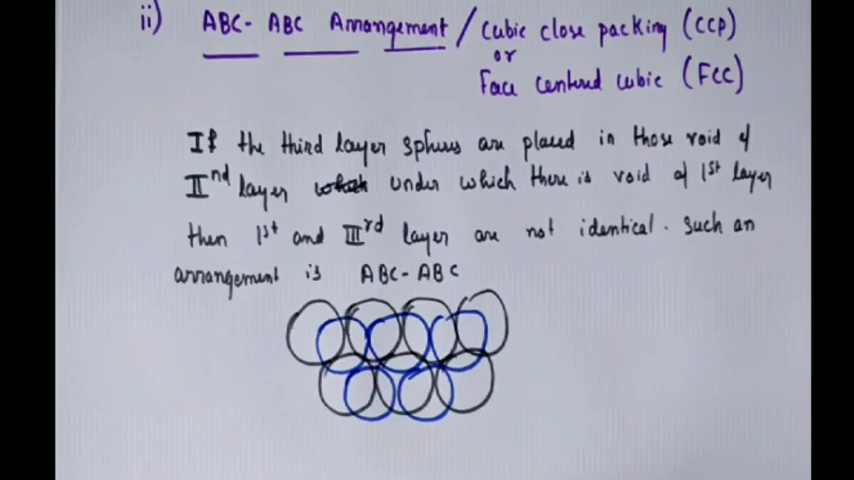 ii) ABC- ABC Arrangement / Cubic close packing (CCP)
or
Face centered cubic (FCC)
If the third layer spheres are placed in those void of
IInd layer which under which there is void of 1st layer
then 1st and IIIrd layer are not identical. Such an
arrangement is ABC-ABC